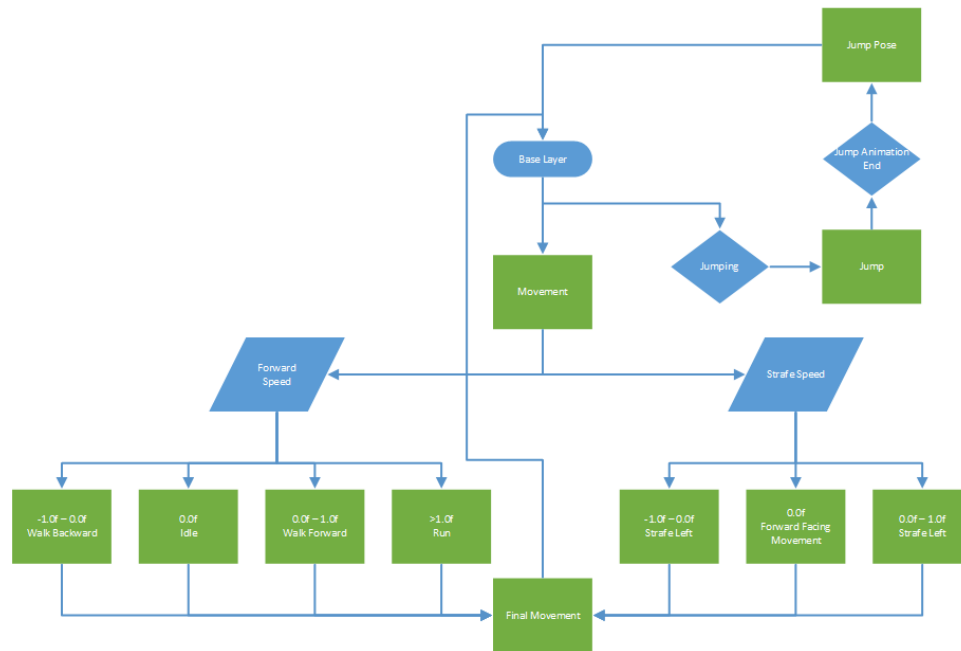 Jump Pose
Jump Animation
End
Base Layer
Jumping
Jump
Movement
Forward
Speed
Strafe Speed
-1.0f – 0.0f
Walk Backward
0.0f
Idle
0.0f – 1.0f
Walk Forward
>1.0f
Run
-1.0f – 0.0f
Strafe Left
0.0f
Forward Facing
Movement
0.0f – 1.0f
Strafe Left
Final Movement